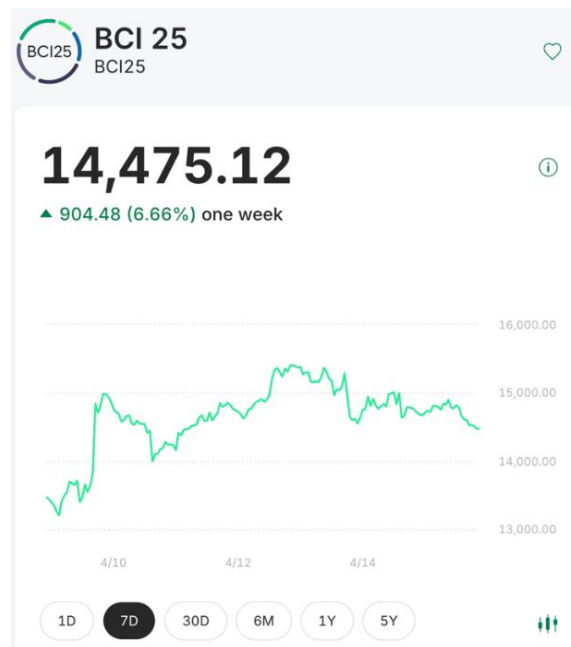 BCI25
BCI 25
BCI25
14,475.12
▲ 904.48 (6.66%) one week
16,000.00
15,000.00
14,000.00
13,000.00
4/10 4/12 4/14
1D 7D 30D 6M 1Y 5Y